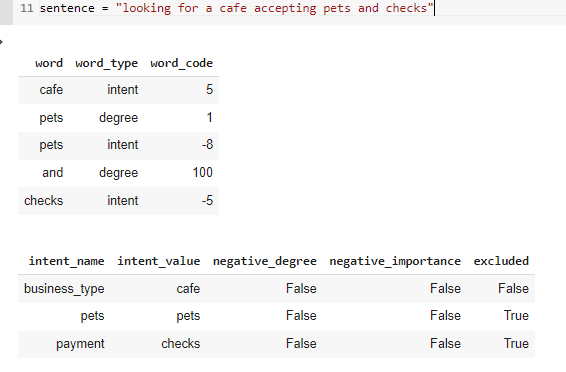 11 sentence = "looking for a cafe accepting pets and checks"
word word_type word_code
cafe intent 5
pets degree 1
pets intent -8
and degree 100
checks intent -5
intent_name intent_value negative_degree negative_importance excluded
business_type cafe False False False
pets pets False False True
payment checks False False True